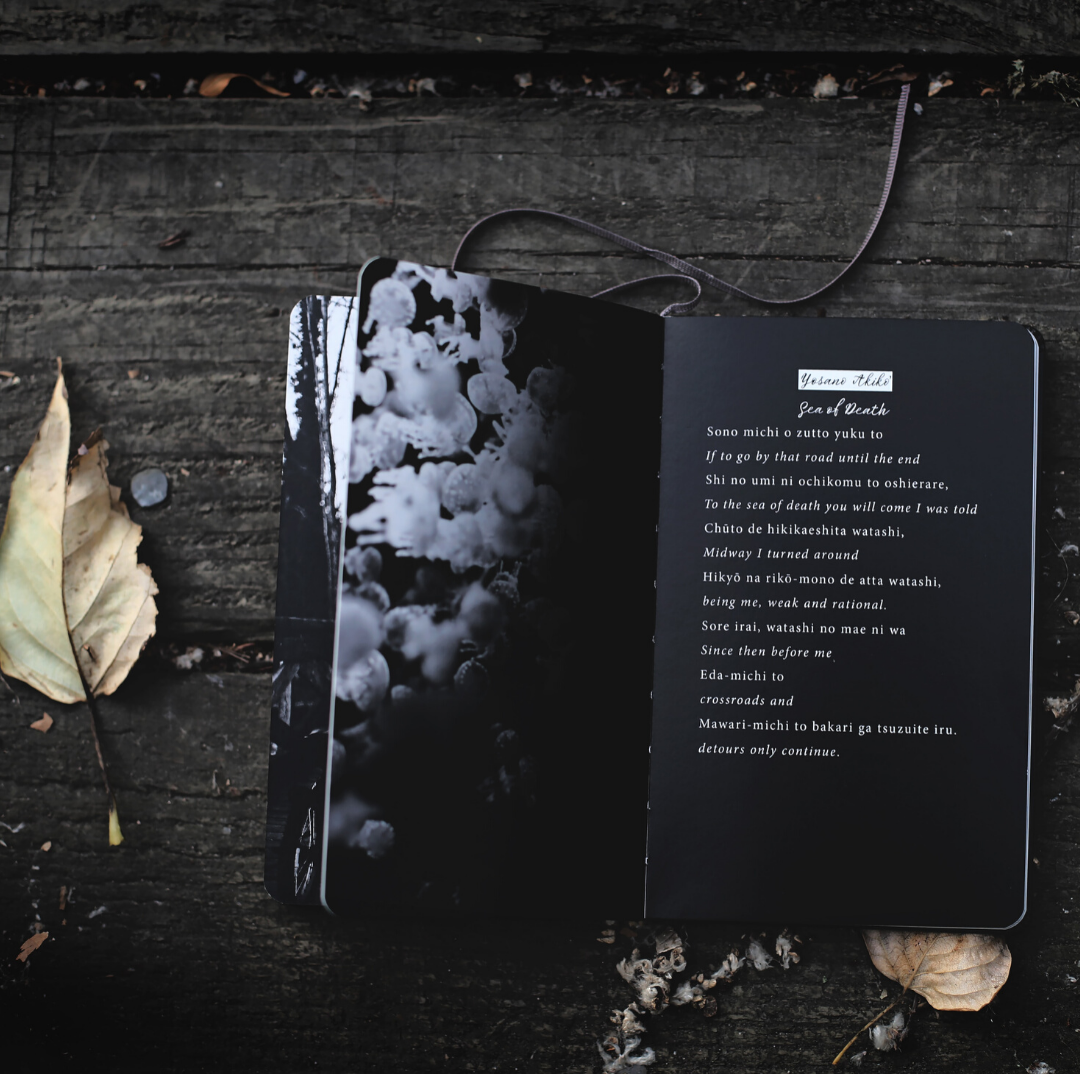 Yosano Akiko
Sea of Death
Sono michi o zutto yuku to
If to go by that road until the end
Shi no umi ni ochikomu to oshierare,
To the sea of death you will come I was told
Chūto de hikikaeshita watashi,
Midway I turned around
Hikyō na rikō-mono de atta watashi,
being me, weak and rational.
Sore irai, watashi no mae ni wa
Since then before me
Eda-michi to
crossroads and
Mawari-michi to bakari ga tsuzuite iru.
detours only continue.